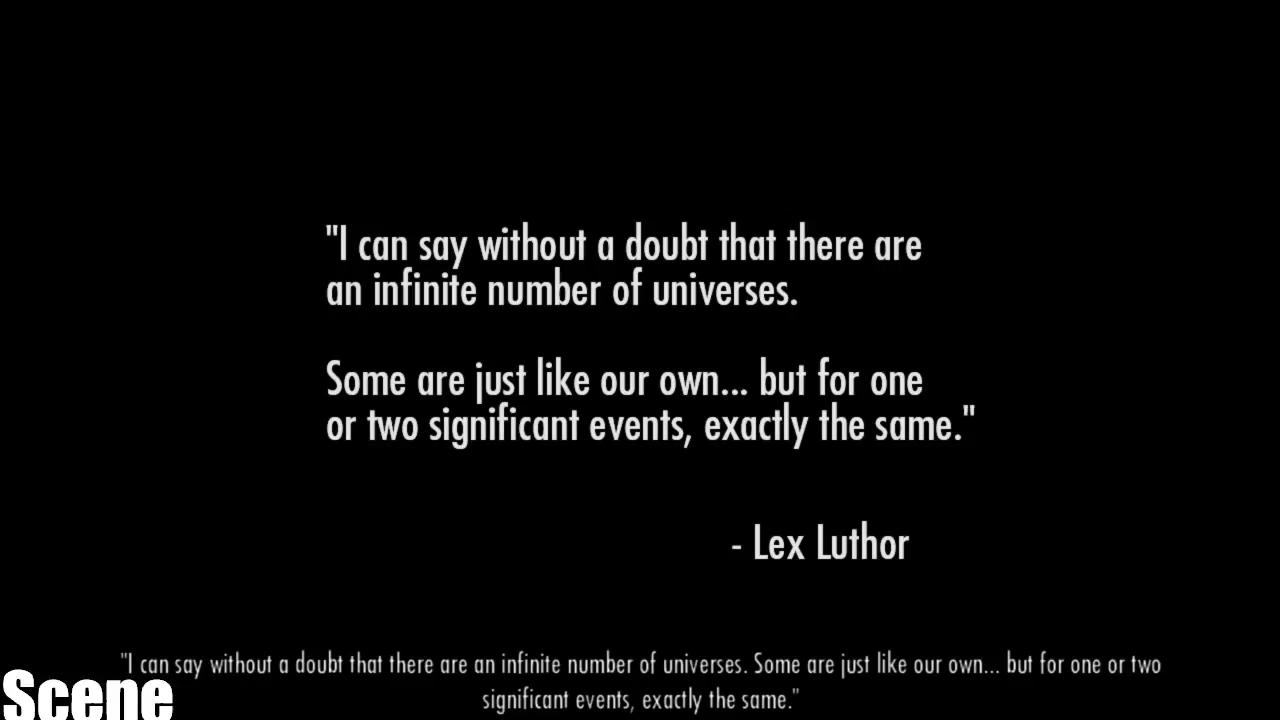 "I can say without a doubt that there are
an infinite number of universes.
Some are just like our own... but for one
or two significant events, exactly the same."
- Lex Luthor
"I can say without a doubt that there are an infinite number of universes. Some are just like our own... but for one or two
significant events, exactly the same."
Scene